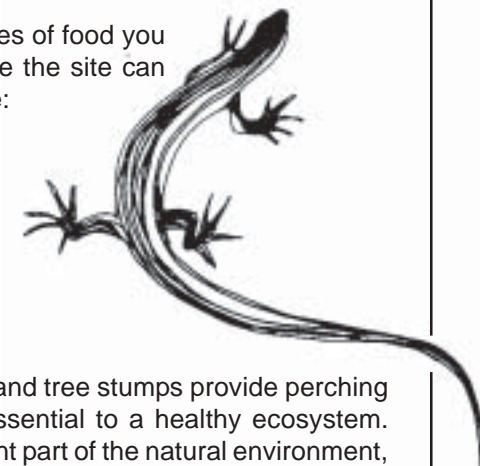 es of food you
e the site can
e:
and tree stumps provide perching
ssential to a healthy ecosystem.
nt part of the natural environment,